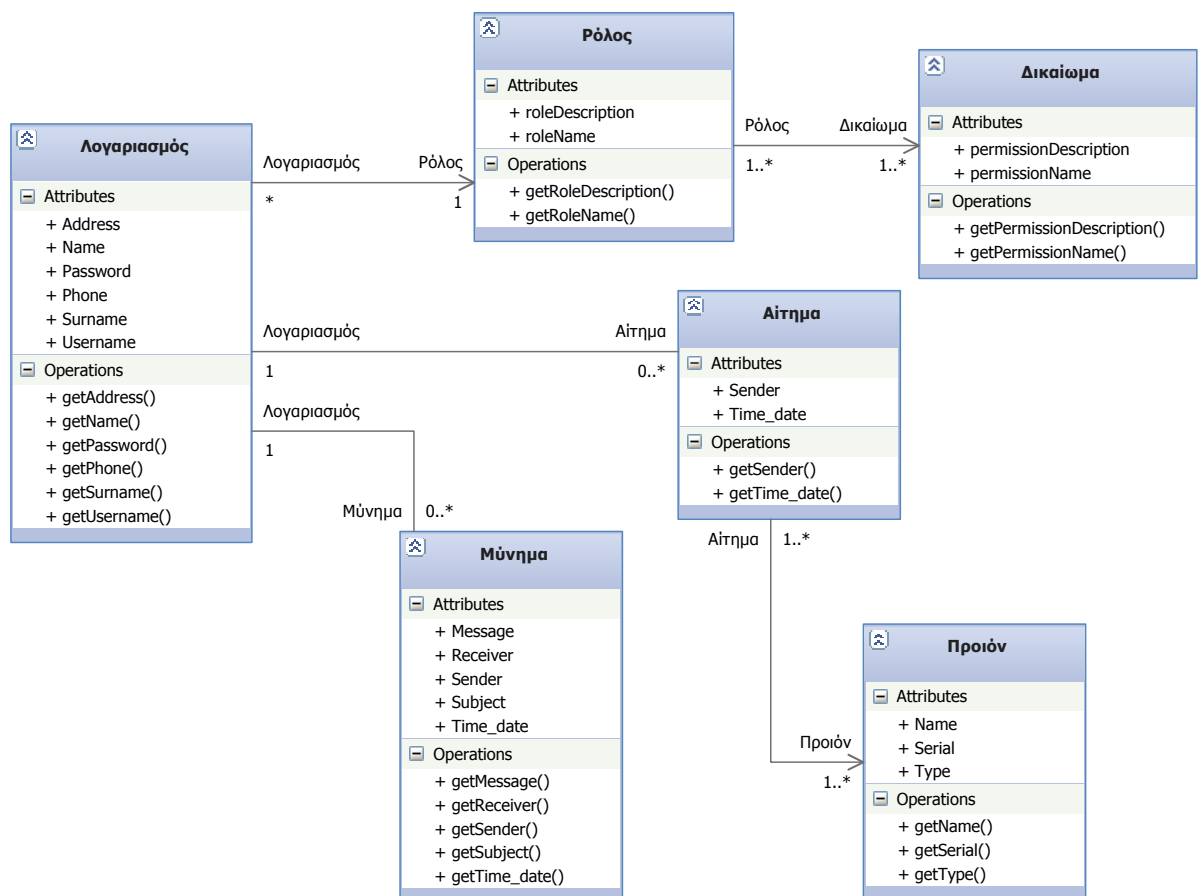 Ρόλος
Attributes
+ roleDescription
+ roleName
Operations
+ getRoleDescription()
+ getRoleName()
Δικαίωμα
Attributes
+ permissionDescription
+ permissionName
Operations
+ getPermissionDescription()
+ getPermissionName()
Ρόλος
Δικαίωμα
1..*
1..*
Λογαριασμός
Attributes
+ Address
+ Name
+ Password
+ Phone
+ Surname
+ Username
Operations
+ getAddress()
+ getName()
+ getPassword()
+ getPhone()
+ getSurname()
+ getUsername()
Λογαριασμός
Ρόλος
*
1
Λογαριασμός
Αίτημα
1
0..*
Αίτημα
Attributes
+ Sender
+ Time_date
Operations
+ getSender()
+ getTime_date()
Λογαριασμός
1
Μύνημα
0..*
Μύνημα
Attributes
+ Message
+ Receiver
+ Sender
+ Subject
+ Time_date
Operations
+ getMessage()
+ getReceiver()
+ getSender()
+ getSubject()
+ getTime_date()
Αίτημα
1..*
Προιόν
1..*
Προιόν
Attributes
+ Name
+ Serial
+ Type
Operations
+ getName()
+ getSerial()
+ getType()